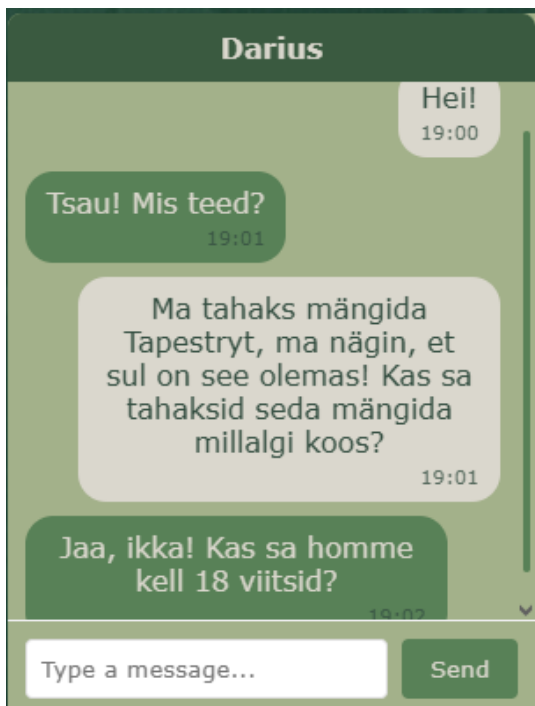 Darius
Hei!
19:00
Tsau! Mis teed?
19:01
Ma tahaks mängida
Tapestryt, ma nägin, et
sul on see olemas! Kas sa
tahaksid seda mängida
millalgi koos?
19:01
Jaa, ikka! Kas sa homme
kell 18 viitsid?
19:02
Type a message...
Send